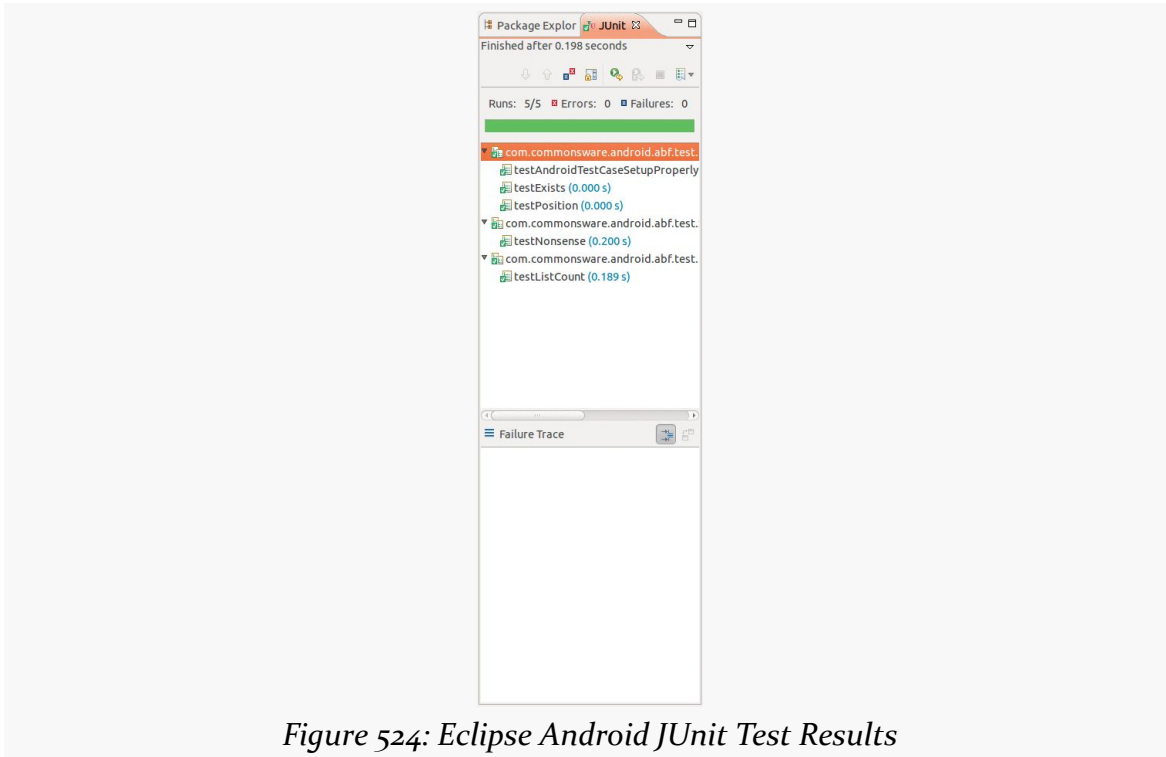 Package Explor JUnit
Finished after 0.198 seconds
Runs: 5/5 Errors: 0 Failures: 0
com.commonsware.android.abf.test.
testAndroidTestCaseSetupProperly
testExists (0.000 s)
testPosition (0.000 s)
com.commonsware.android.abf.test.
testNonsense (0.200 s)
com.commonsware.android.abf.test.
testListCount (0.189 s)
Failure Trace
Figure 524: Eclipse Android JUnit Test Results